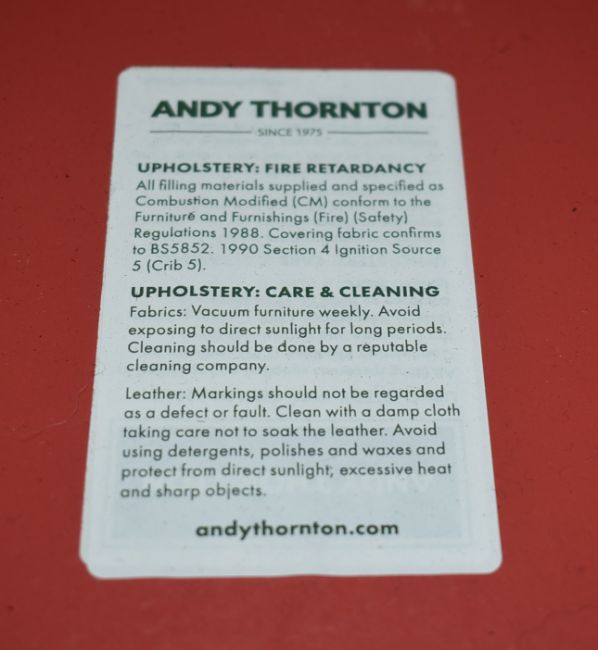 ANDY THORNTON
SINCE 1975
UPHOLSTERY: FIRE RETARDANCY
All filling materials supplied and specified as
Combustion Modified (CM) conform to the
Furniture and Furnishings (Fire) (Safety)
Regulations 1988. Covering fabric confirms
to BS5852. 1990 Section 4 Ignition Source
5 (Crib 5).
UPHOLSTERY: CARE & CLEANING
Fabrics: Vacuum furniture weekly. Avoid
exposing to direct sunlight for long periods.
Cleaning should be done by a reputable
cleaning company.
Leather: Markings should not be regarded
as a defect or fault. Clean with a damp cloth
taking care not to soak the leather. Avoid
using detergents, polishes and waxes and
protect from direct sunlight, excessive heat
and sharp objects.
andythornton.com